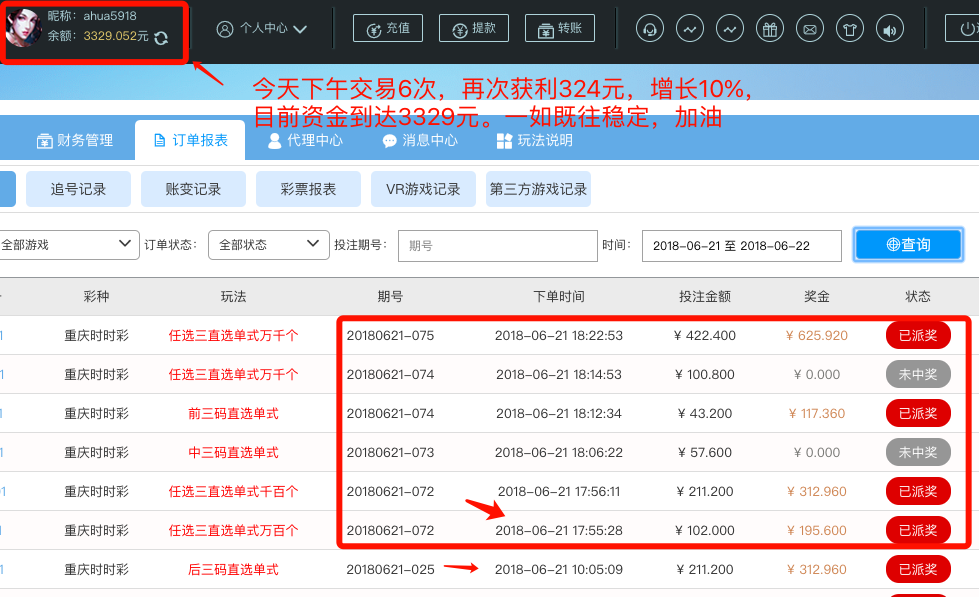 昵称: ahua5918
余额: 3329.052元
个人中心
充值
提款
转账
今天下午交易6次，再次获利324元，增长10%，
目前资金到达3329元。一如既往稳定，加油
财务管理
订单报表
代理中心
消息中心
玩法说明
追号记录
账变记录
彩票报表
VR游戏记录
第三方游戏记录
全部游戏
订单状态:
全部状态
投注期号:
期号
时间:
2018-06-21 至 2018-06-22
查询
彩种 玩法 期号 下单时间 投注金额 奖金 状态
1 重庆时时彩 任选三直选单式万千个 20180621-075 2018-06-21 18:22:53 ¥ 422.400 ¥ 625.920 已派奖
1 重庆时时彩 任选三直选单式万千个 20180621-074 2018-06-21 18:14:53 ¥ 100.800 ¥ 0.000 未中奖
1 重庆时时彩 前三码直选单式 20180621-074 2018-06-21 18:12:34 ¥ 43.200 ¥ 117.360 已派奖
1 重庆时时彩 中三码直选单式 20180621-073 2018-06-21 18:06:22 ¥ 57.600 ¥ 0.000 未中奖
1 重庆时时彩 任选三直选单式千百个 20180621-072 2018-06-21 17:56:11 ¥ 211.200 ¥ 312.960 已派奖
重庆时时彩 任选三直选单式万百个 20180621-072 2018-06-21 17:55:28 ¥ 102.000 ¥ 195.600 已派奖
1 重庆时时彩 后三码直选单式 20180621-025 2018-06-21 10:05:09 ¥ 211.200 ¥ 312.960 已派奖